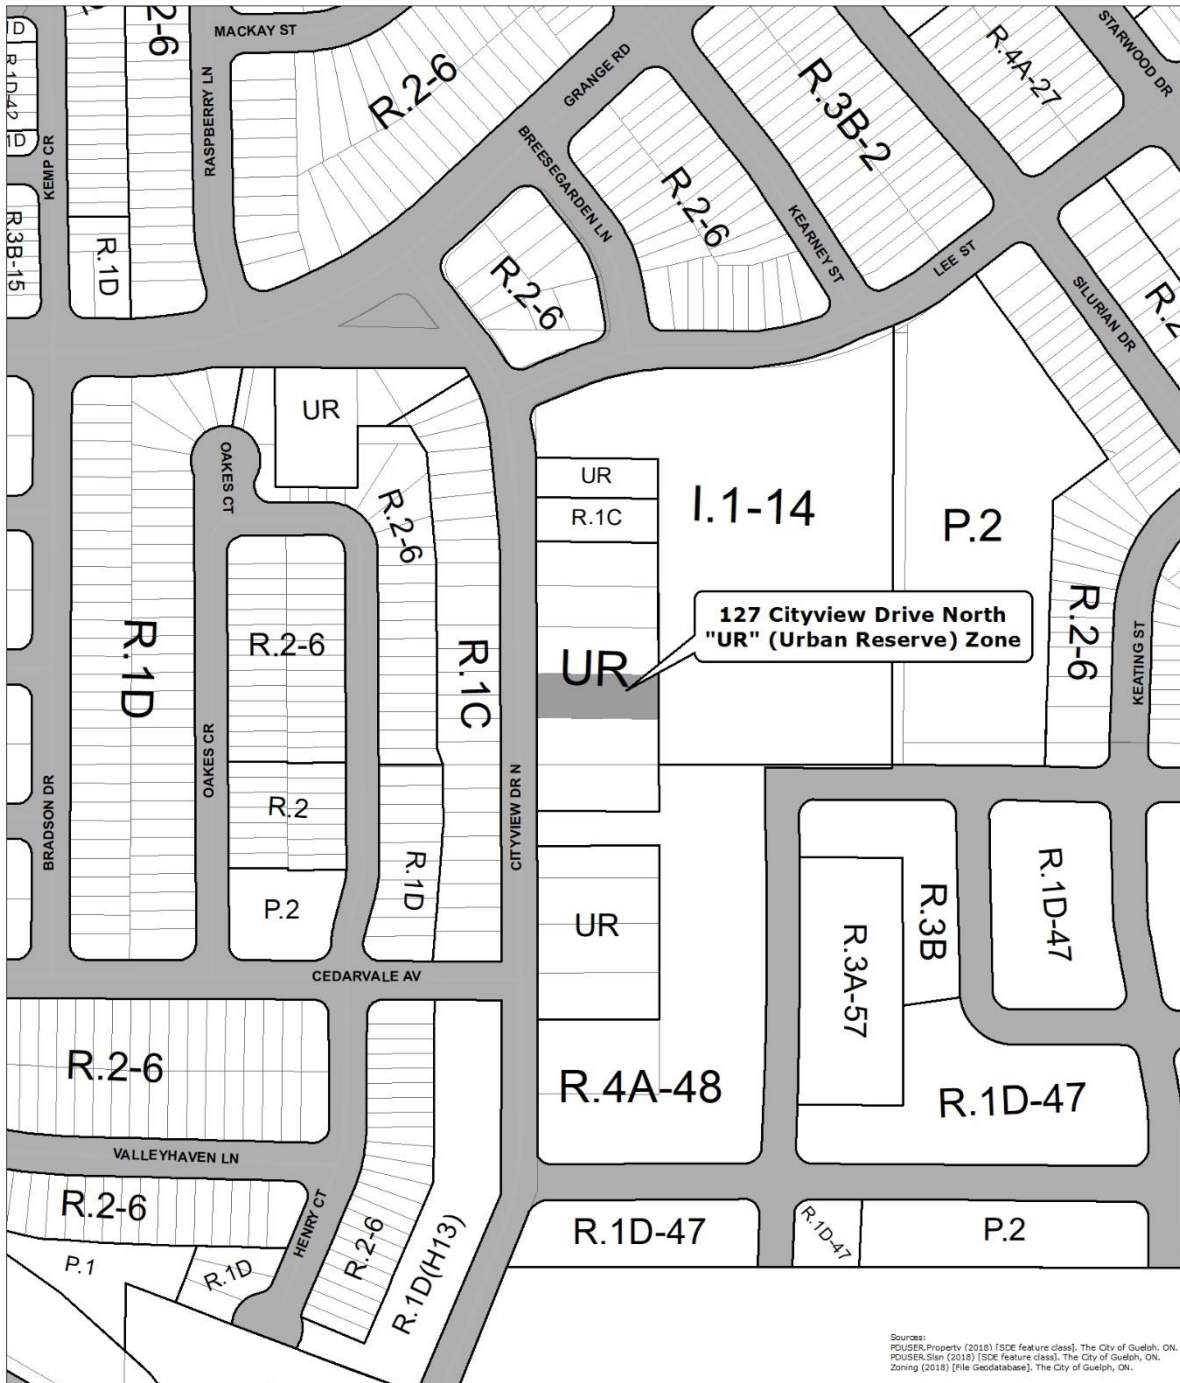 MACKAY ST
R.2-6
RASPBERRY LN
KEMP CR
R.1D-42
R.3B-15
R.1D
R.2-6
GRANGE RD
BREESEGARDEN LN
R.2-6
R.2-6
KEARNEY ST
R.3B-2
R.4A-27
STARWOOD DR
LEE ST
SILURIAN DR
UR
OAKES CT
R.2-6
UR
R.1C
I.1-14
P.2
127 Cityview Drive North
"UR" (Urban Reserve) Zone
R.1D
R.2-6
R.1C
UR
R.2-6
KEATING ST
BRADSON DR
OAKES CR
R.2
R.1D
P.2
CITYVIEW DR N
UR
R.3A-57
R.3B
R.1D-47
CEDARVALE AV
R.2-6
R.4A-48
R.1D-47
VALLEYHAVEN LN
R.2-6
HENRY CT
R.2-6
R.1D(H13)
R.1D-47
R.1D-47
P.2
P.1
R.1D
Sources:
PDUSER.Property (2018) [SDE feature class]. The City of Guelph, ON.
PDUSER.Slsn (2018) [SDE feature class]. The City of Guelph, ON.
Zoning (2018) [File Geodatabase]. The City of Guelph, ON.